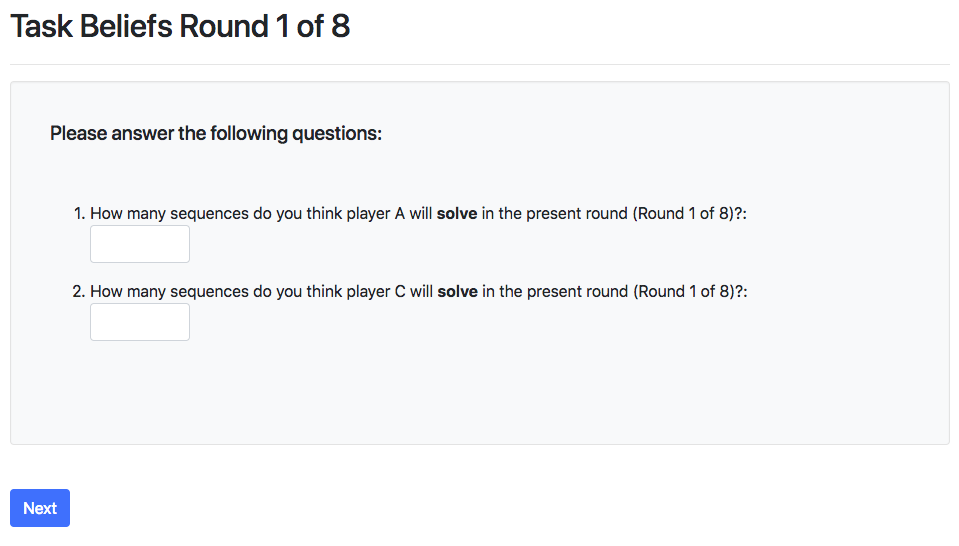 Task Beliefs Round 1 of 8
Please answer the following questions:
1. How many sequences do you think player A will solve in the present round (Round 1 of 8)?:
2. How many sequences do you think player C will solve in the present round (Round 1 of 8)?:
Next